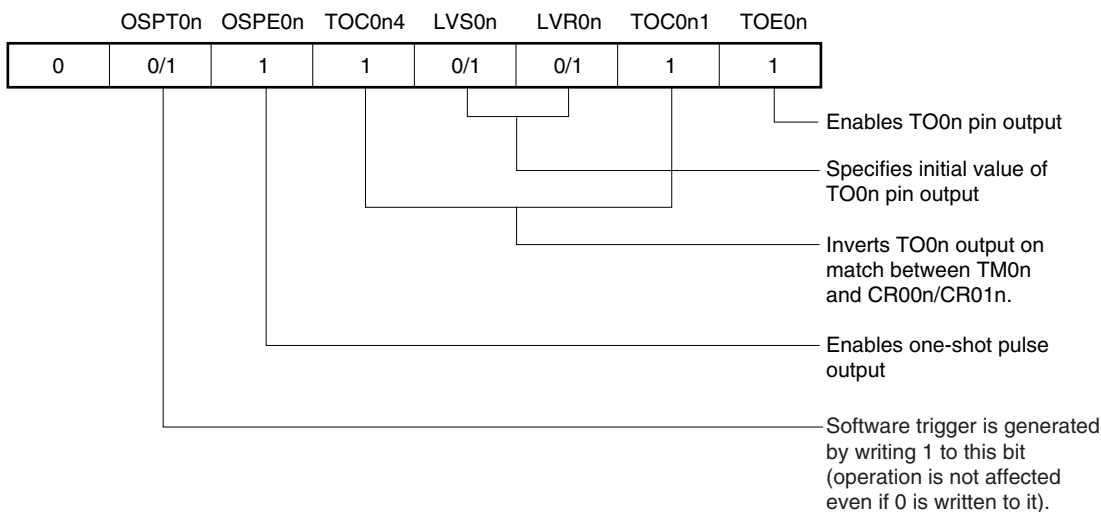 OSPT0n OSPE0n TOC0n4 LVS0n LVR0n TOC0n1 TOE0n
0 0/1 1 1 0/1 0/1 1 1
Enables TO0n pin output
Specifies initial value of
TO0n pin output
Inverts TO0n output on
match between TM0n
and CR00n/CR01n.
Enables one-shot pulse
output
Software trigger is generated
by writing 1 to this bit
(operation is not affected
even if 0 is written to it).